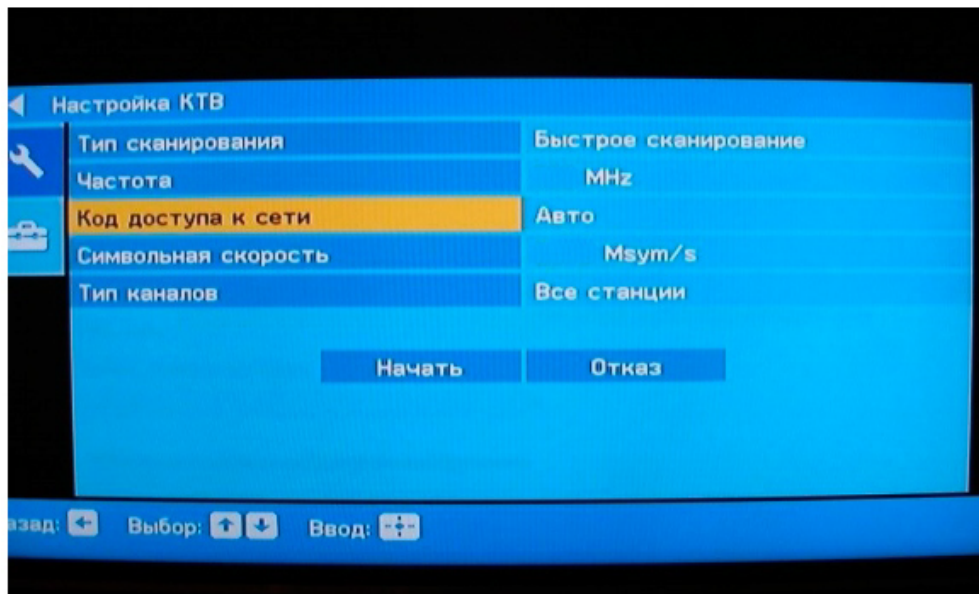 Настройка КТВ
Тип сканирования Быстрое сканирование
Частота MHz
Код доступа к сети Авто
Символьная скорость Msym/s
Тип каналов Все станции
Начать Отказ
азад: Выбор: Ввод: